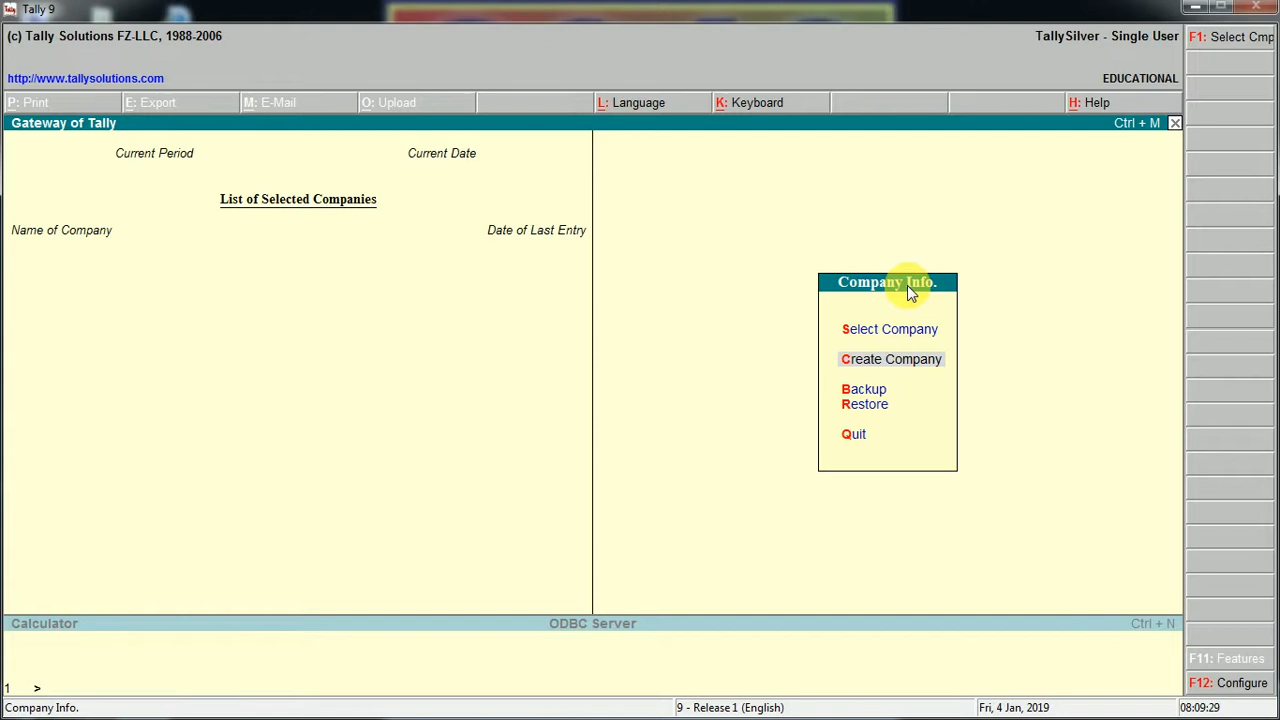 Tally 9
(c) Tally Solutions FZ-LLC, 1988-2006
TallySilver - Single User
F1: Select Cmp
http://www.tallysolutions.com
EDUCATIONAL
P: Print
E: Export
M: E-Mail
O: Upload
L: Language
K: Keyboard
H: Help
Gateway of Tally
Ctrl + M
Current Period
Current Date
List of Selected Companies
Name of Company
Date of Last Entry
Company Info.
Select Company
Create Company
Backup
Restore
Quit
Calculator
ODBC Server
Ctrl + N
F11: Features
1 >
F12: Configure
Company Info.
9 - Release 1 (English)
Fri, 4 Jan, 2019
08:09:29